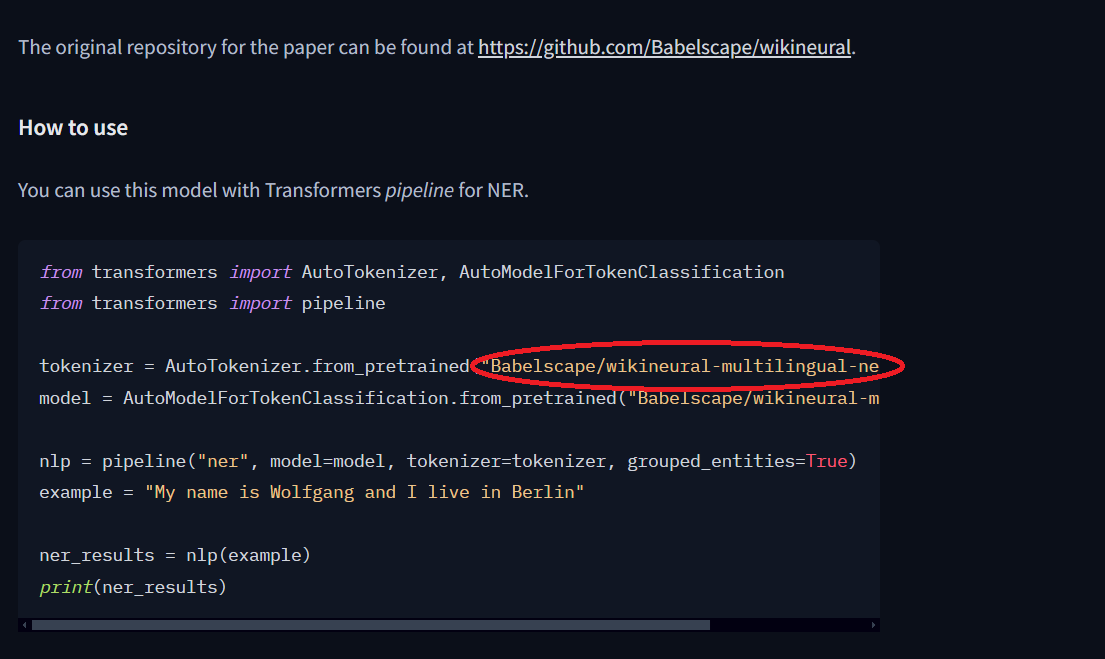 The original repository for the paper can be found at https://github.com/Babelscape/wikineural.
How to use
You can use this model with Transformers pipeline for NER.
from transformers import AutoTokenizer, AutoModelForTokenClassification
from transformers import pipeline
tokenizer = AutoTokenizer.from_pretrained("Babelscape/wikineural-multilingual-ne
model = AutoModelForTokenClassification.from_pretrained("Babelscape/wikineural-m
nlp = pipeline("ner", model=model, tokenizer=tokenizer, grouped_entities=True)
example = "My name is Wolfgang and I live in Berlin"
ner_results = nlp(example)
print(ner_results)